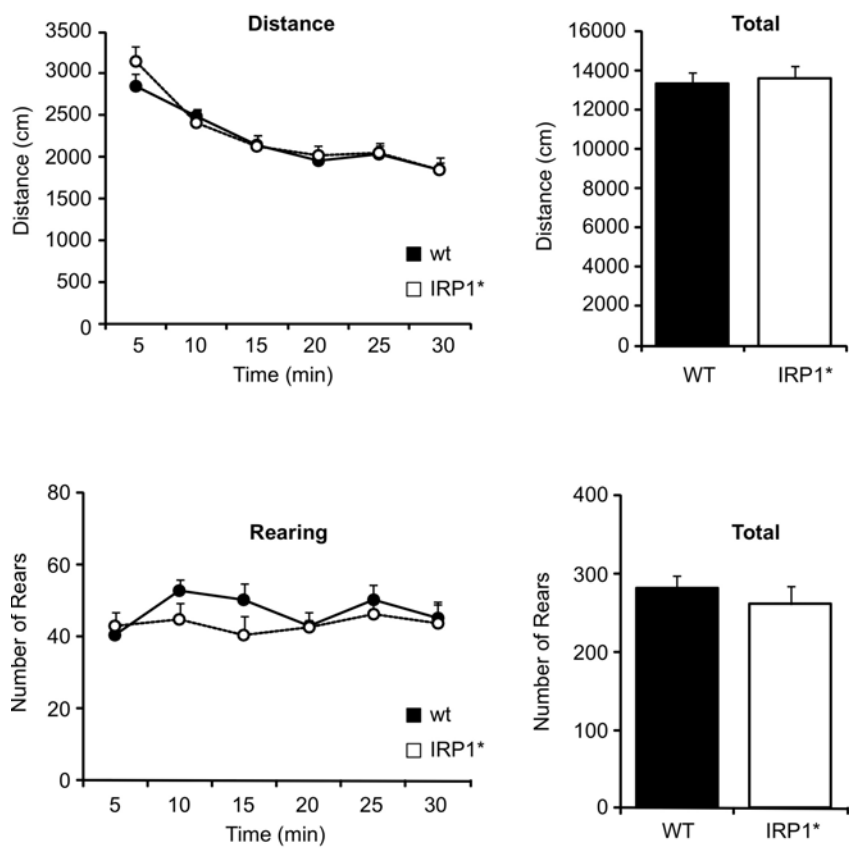 Distance
3500
3000
2500
2000
1500
1000
500
0
Distance (cm)
wt
IRP1*
5 10 15 20 25 30
Time (min)
Total
16000
14000
12000
10000
8000
6000
4000
2000
0
Distance (cm)
WT IRP1*
Rearing
80
60
40
20
0
Number of Rears
wt
IRP1*
5 10 15 20 25 30
Time (min)
Total
400
300
200
100
0
Number of Rears
WT IRP1*